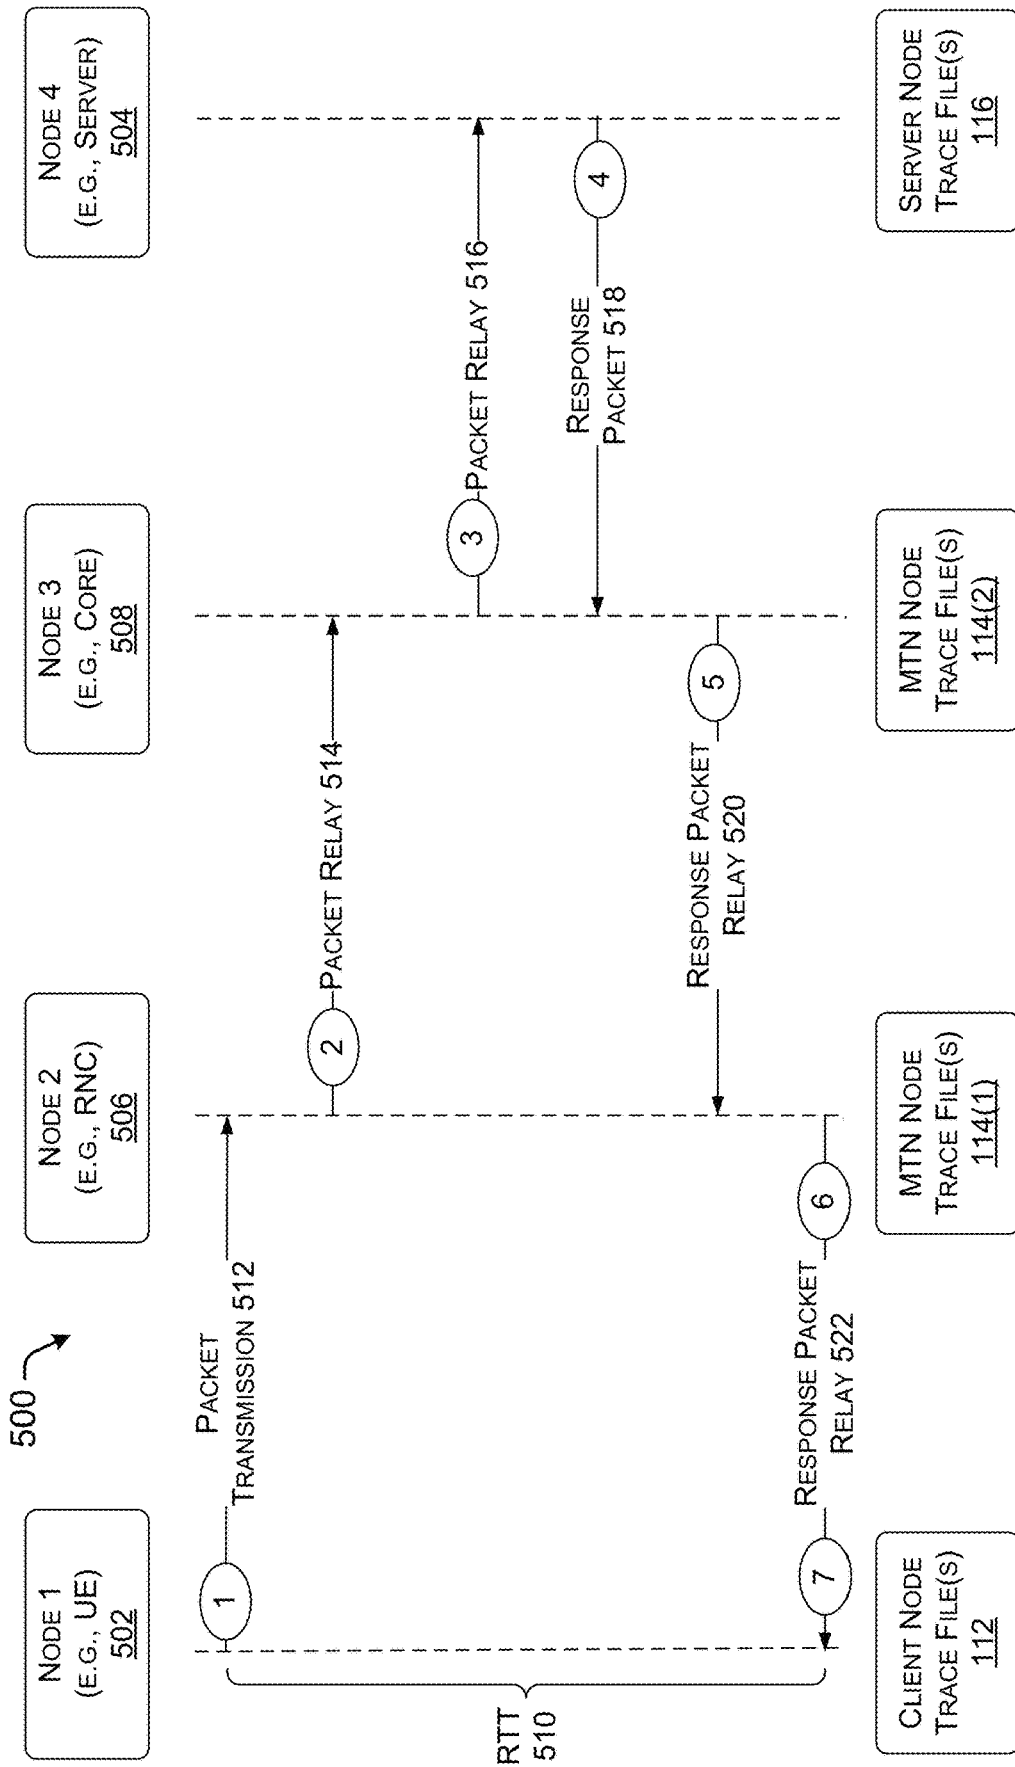 500
NODE 1
(E.G., UE)
502
NODE 2
(E.G., RNC)
506
NODE 3
(E.G., CORE)
508
NODE 4
(E.G., SERVER)
504
RTT
510
1
PACKET
TRANSMISSION 512
2
PACKET RELAY 514
3
PACKET RELAY 516
4
RESPONSE
PACKET 518
5
RESPONSE PACKET
RELAY 520
6
RESPONSE PACKET
RELAY 522
7
CLIENT NODE
TRACE FILE(S)
112
MTN NODE
TRACE FILE(S)
114(1)
MTN NODE
TRACE FILE(S)
114(2)
SERVER NODE
TRACE FILE(S)
116